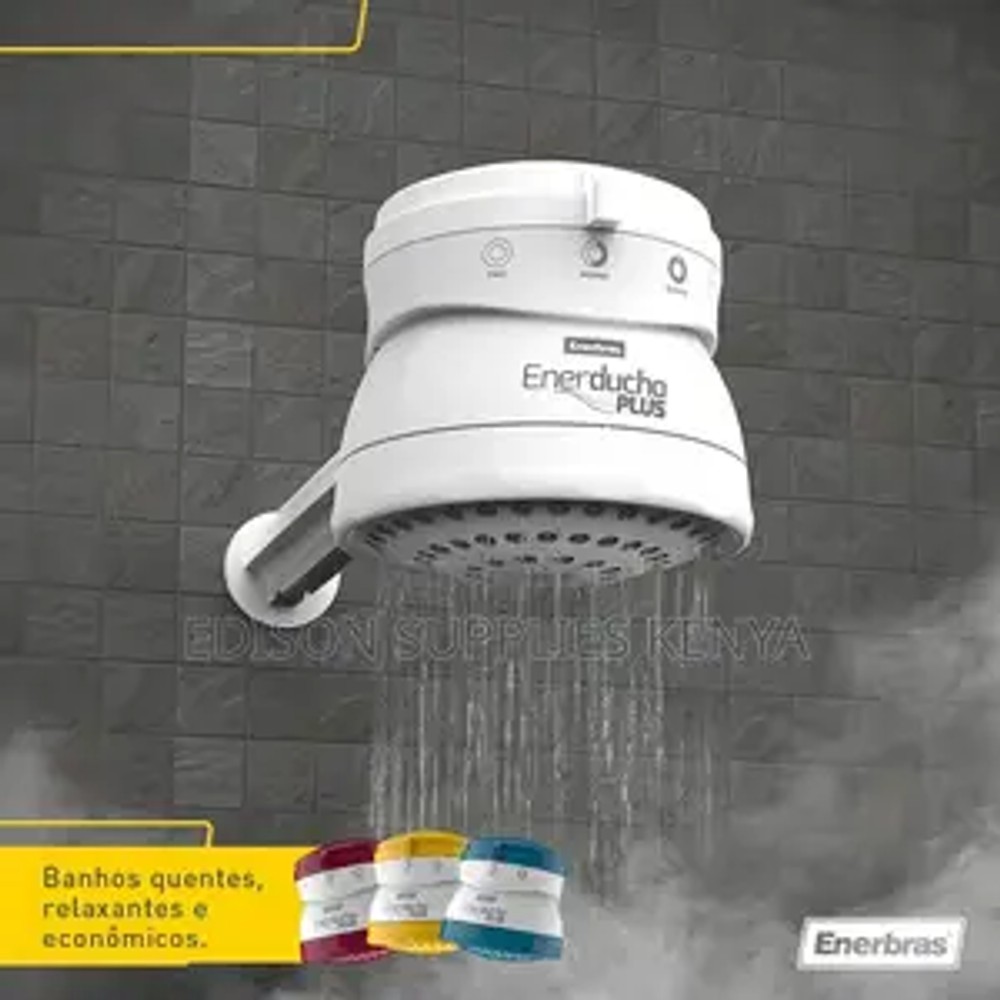 Enerbras
Enerducha
PLUS
EDISON SUPPLIES KENYA
Banhos quentes,
relaxantes e
econômicos.
Enerbras